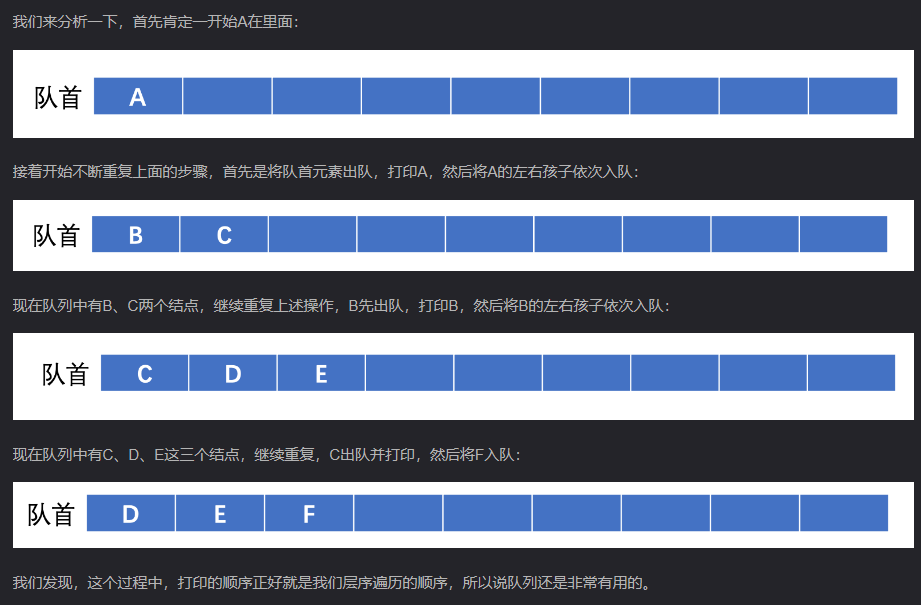 我们来分析一下，首先肯定一开始A在里面：
队首 A
接着开始不断重复上面的步骤，首先是将队首元素出队，打印A，然后将A的左右孩子依次入队：
队首 B C
现在队列中有B、C两个结点，继续重复上述操作，B先出队，打印B，然后将B的左右孩子依次入队：
队首 C D E
现在队列中有C、D、E这三个结点，继续重复，C出队并打印，然后将F入队：
队首 D E F
我们发现，这个过程中，打印的顺序正好就是我们层序遍历的顺序，所以说队列还是非常有用的。